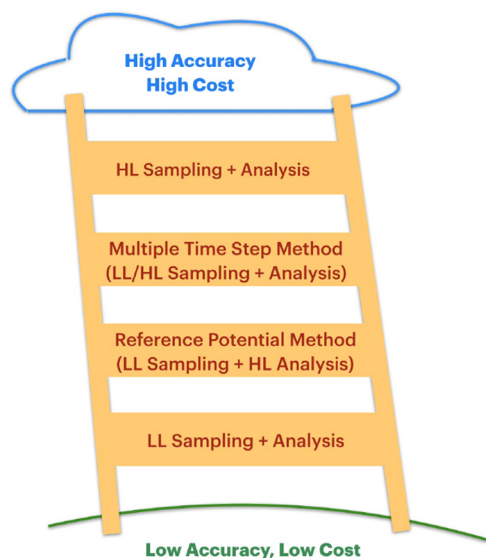 High Accuracy
High Cost
HL Sampling + Analysis
Multiple Time Step Method
(LL/HL Sampling + Analysis)
Reference Potential Method
(LL Sampling + HL Analysis)
LL Sampling + Analysis
Low Accuracy, Low Cost